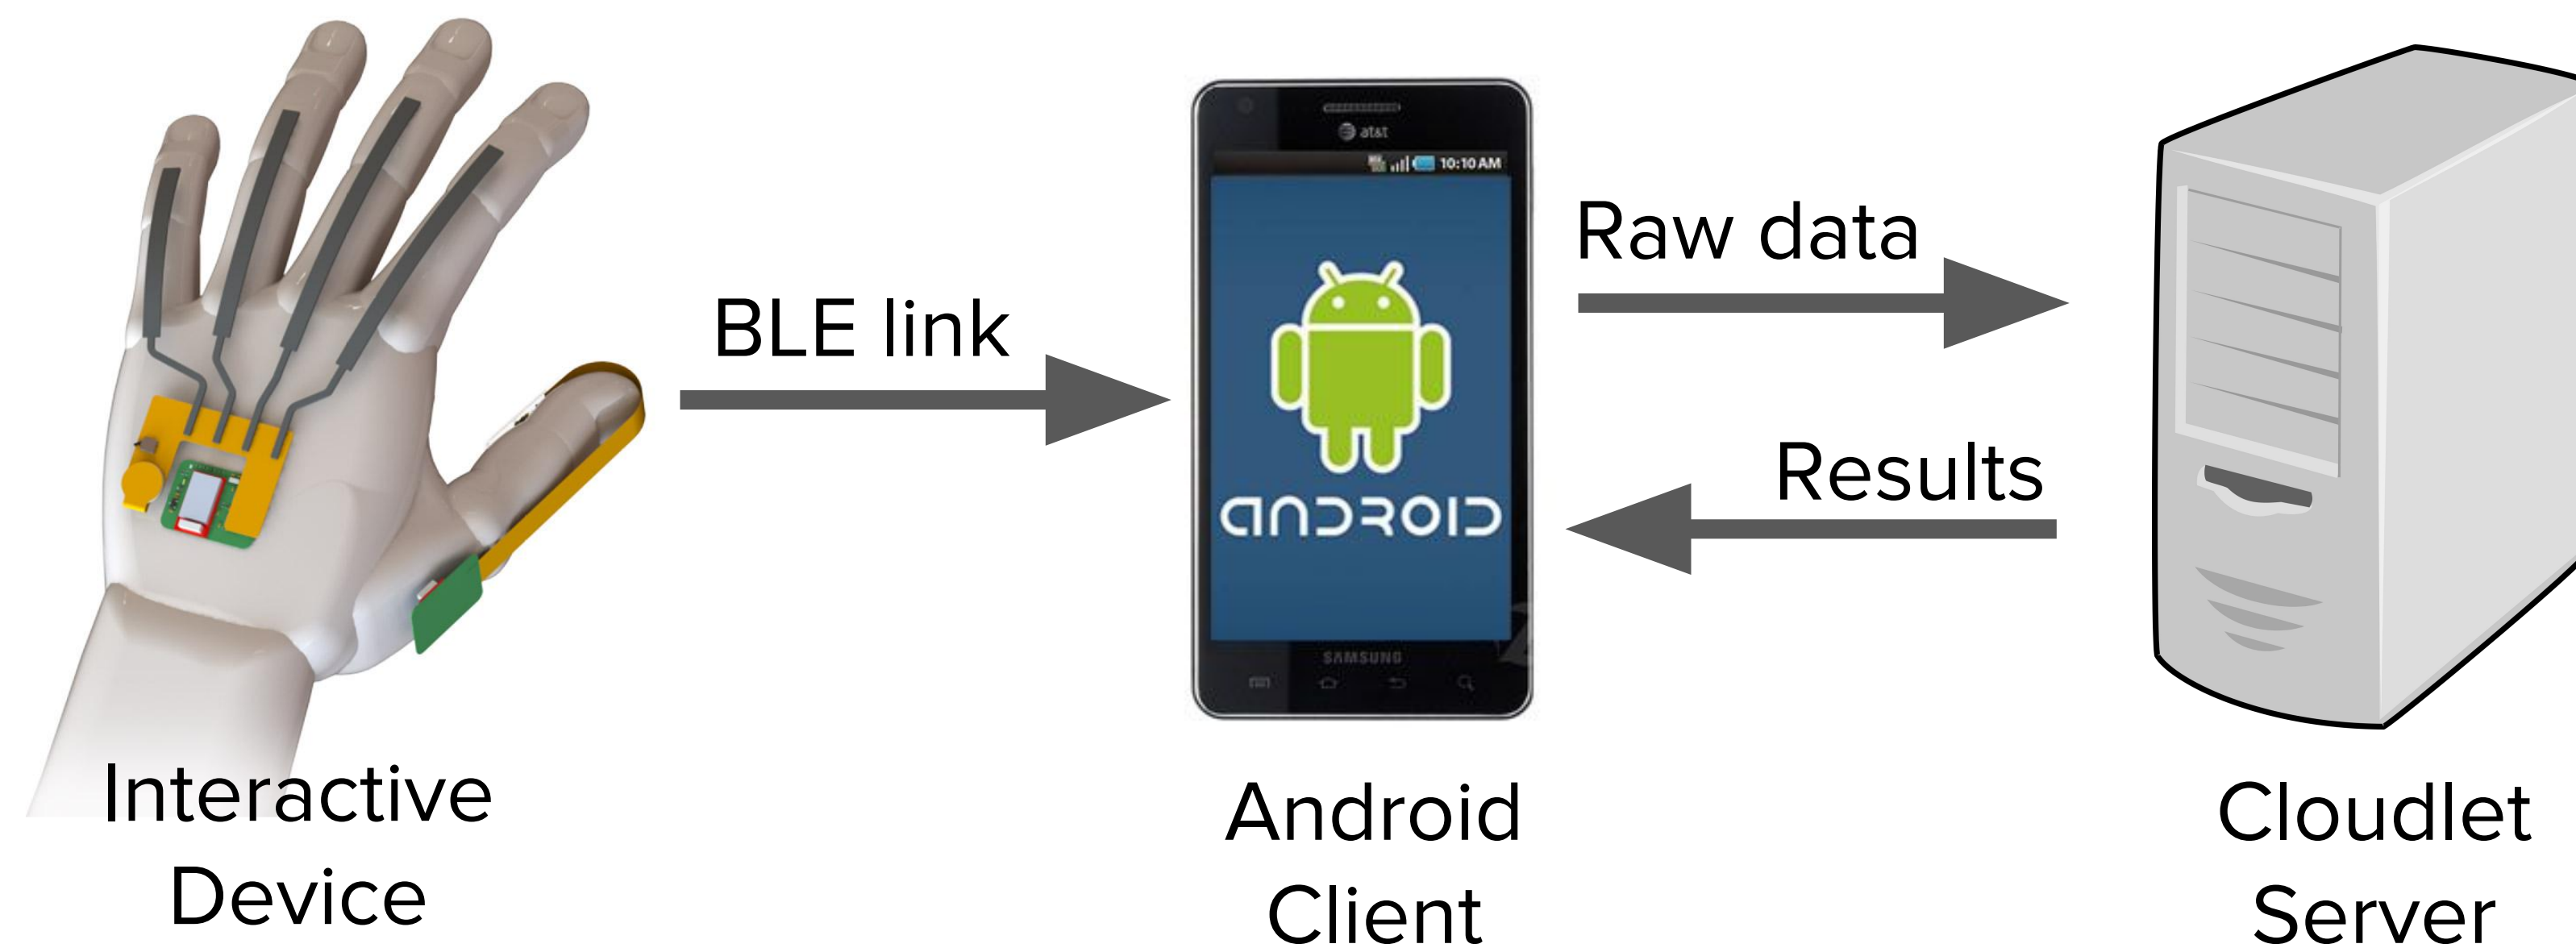 at&t
10:10 AM
ANDROID
SAMSUNG
BLE link
Raw data
Results
Interactive
Device
Android
Client
Cloudlet
Server